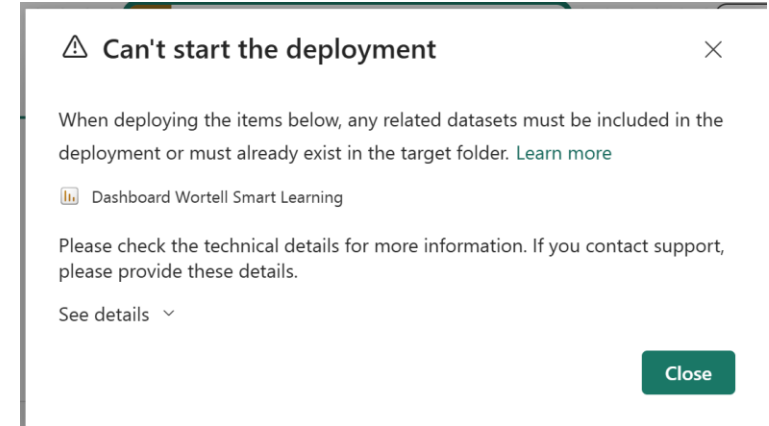 Can't start the deployment
When deploying the items below, any related datasets must be included in the
deployment or must already exist in the target folder. Learn more
Dashboard Wortell Smart Learning
Please check the technical details for more information. If you contact support,
please provide these details.
See details
Close